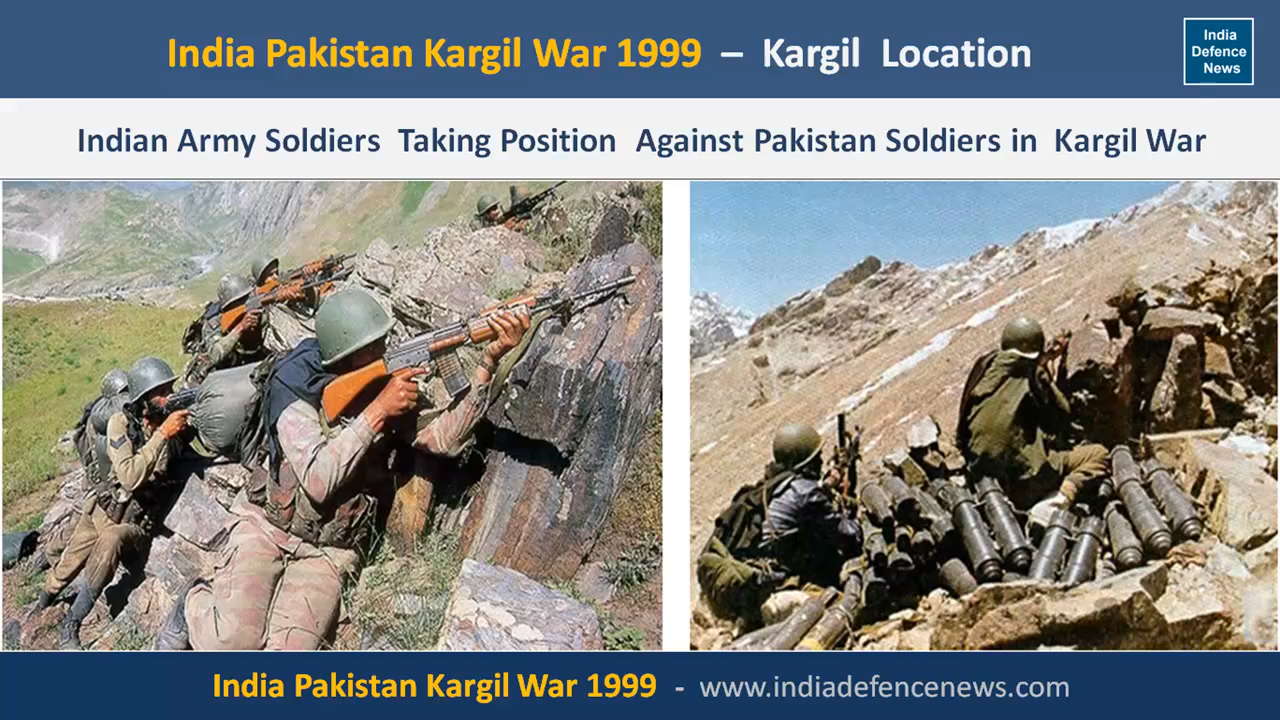 India Pakistan Kargil War 1999 – Kargil Location
India
Defence
News
Indian Army Soldiers Taking Position Against Pakistan Soldiers in Kargil War
India Pakistan Kargil War 1999 - www.indiadefencenews.com